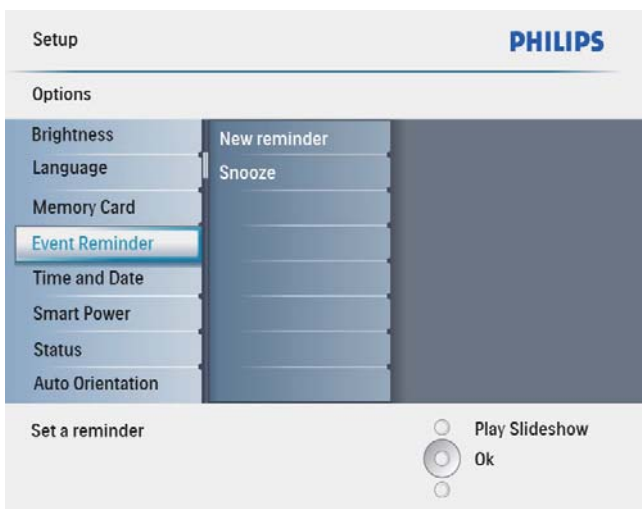 Setup
PHILIPS
Options
Brightness
Language
Memory Card
Event Reminder
Time and Date
Smart Power
Status
Auto Orientation
New reminder
Snooze
Set a reminder
Play Slideshow
Ok